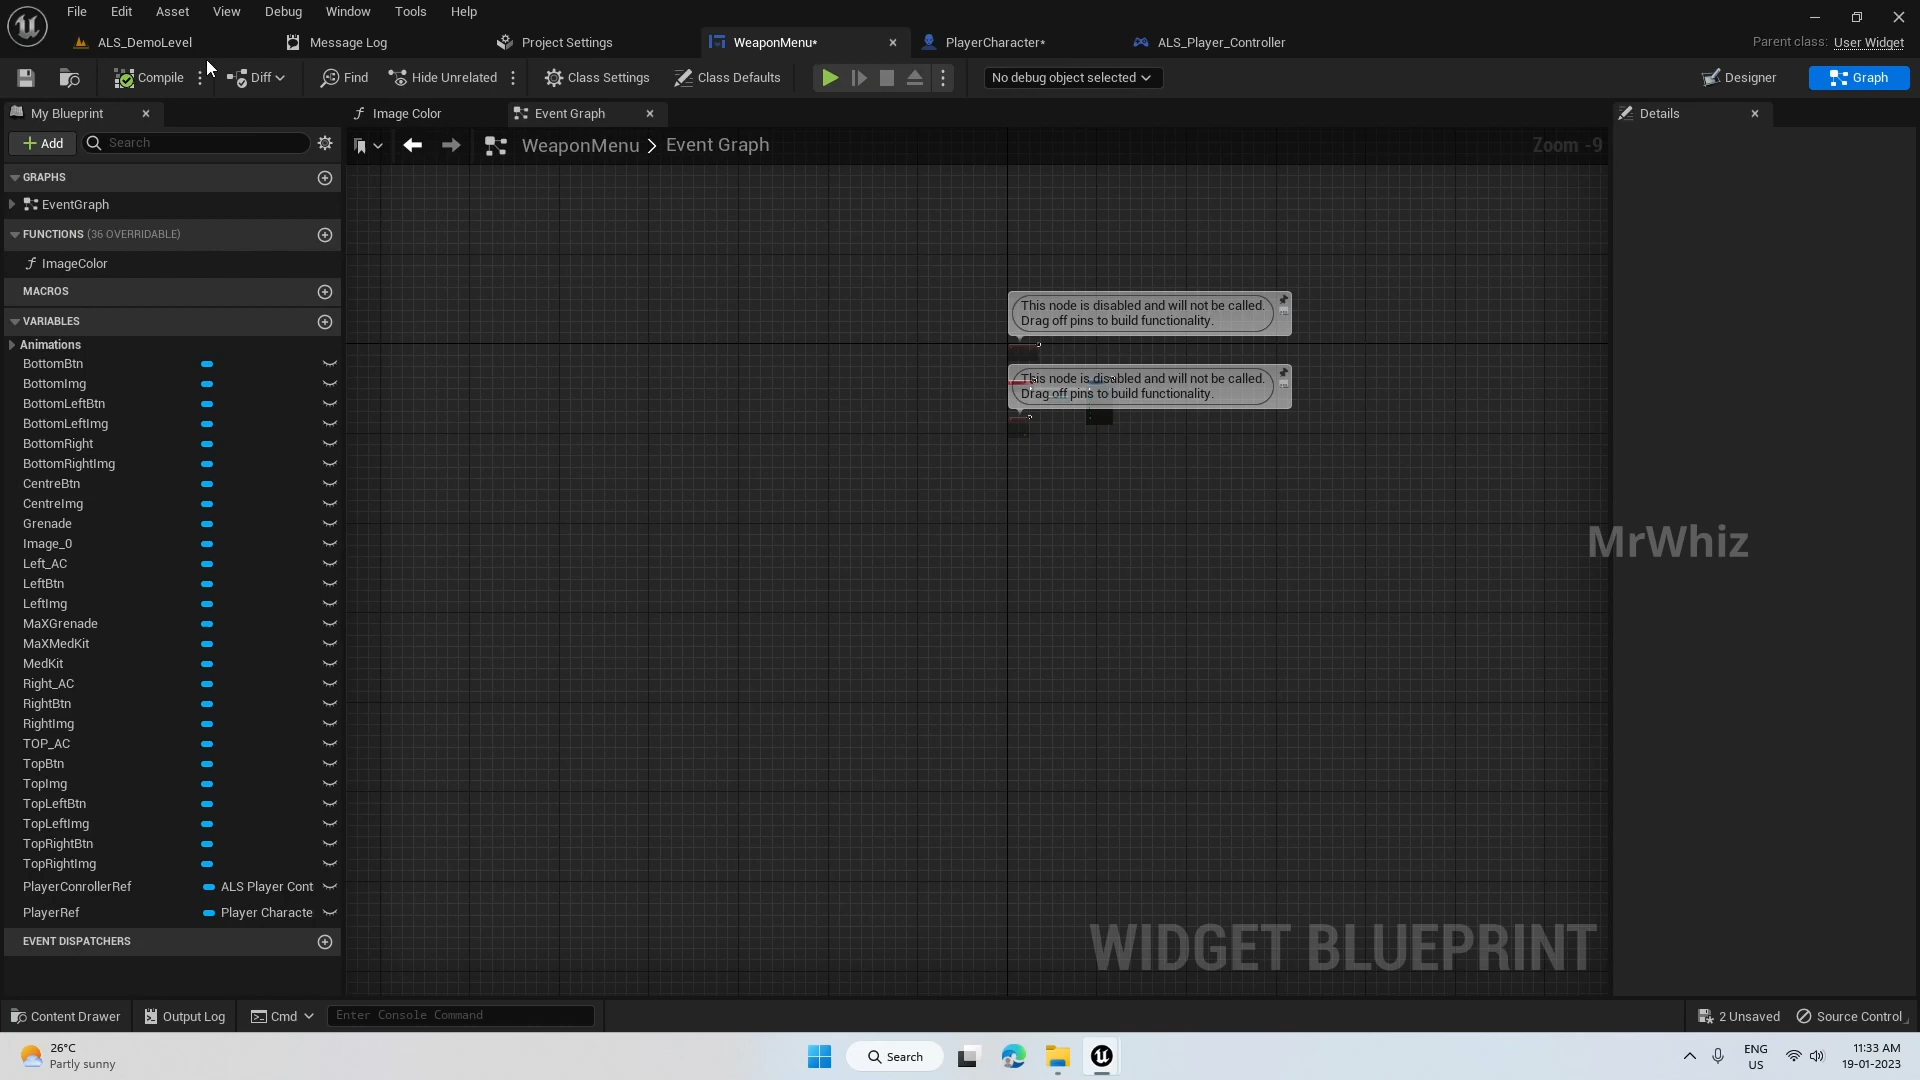 File Edit Asset View Debug Window Tools Help
ALS_DemoLevel Message Log Project Settings WeaponMenu* PlayerCharacter* ALS_Player_Controller
Parent class: User Widget
Compile Diff Find Hide Unrelated Class Settings Class Defaults No debug object selected Designer Graph
My Blueprint
Image Color Event Graph
Details
Add
Search
WeaponMenu > Event Graph
Zoom -9
GRAPHS
EventGraph
FUNCTIONS (36 OVERRIDABLE)
ImageColor
MACROS
VARIABLES
Animations
BottomBtn
BottomImg
BottomLeftBtn
BottomLeftImg
BottomRight
BottomRightImg
CentreBtn
CentreImg
Grenade
Image_0
Left_AC
LeftBtn
LeftImg
MaXGrenade
MaXMedKit
MedKit
Right_AC
RightBtn
RightImg
TOP_AC
TopBtn
TopImg
TopLeftBtn
TopLeftImg
TopRightBtn
TopRightImg
PlayerConrollerRef ALS Player Cont
PlayerRef Player Characte
EVENT DISPATCHERS
This node is disabled and will not be called.
Drag off pins to build functionality.
This node is disabled and will not be called.
Drag off pins to build functionality.
MrWhiz
WIDGET BLUEPRINT
Content Drawer Output Log Cmd Enter Console Command
2 Unsaved Source Control
26°C
Partly sunny
Search
ENG
US
11:33 AM
19-01-2023